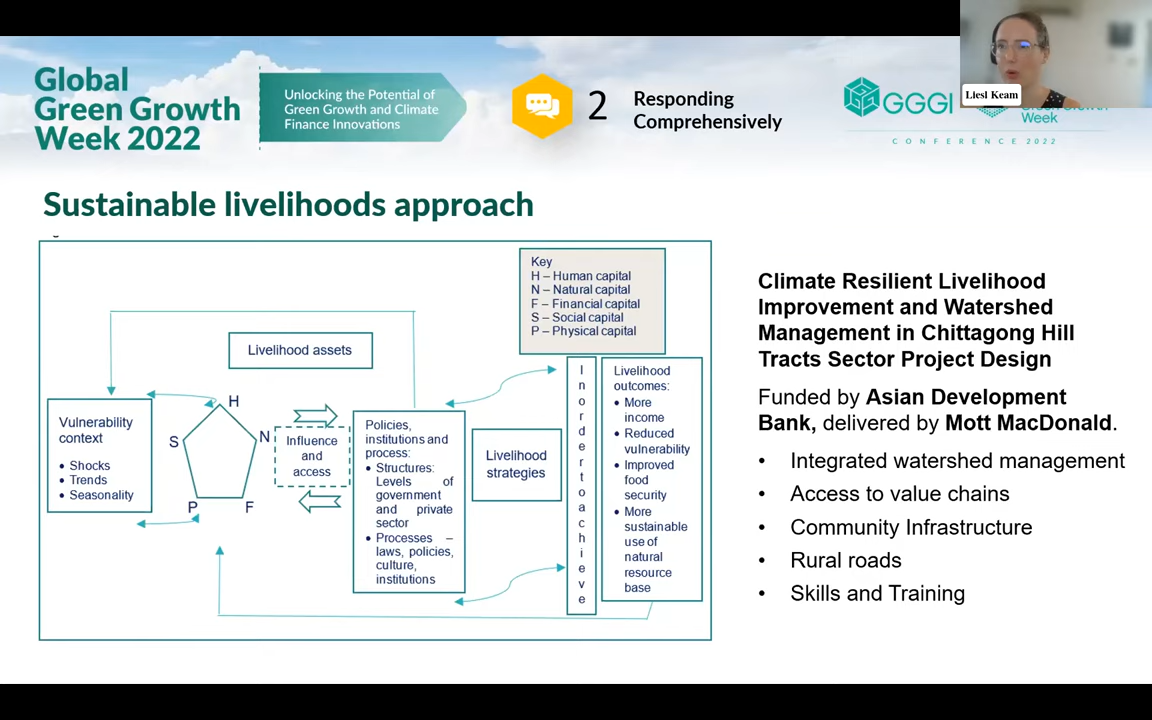 Global
Green Growth
Week 2022
Unlocking the Potential of
Green Growth and Climate
Finance Innovations
2
Responding
Comprehensively
GGGI
Week
CONFERENCE 2022
Liesl Keam
Sustainable livelihoods approach
Key
H – Human capital
N – Natural capital
F – Financial capital
S – Social capital
P – Physical capital
Livelihood assets
Vulnerability
context
• Shocks
• Trends
• Seasonality
H
S
N
P
F
Influence
and
access
Policies,
institutions and
process:
• Structures:
Levels of
government
and private
sector
• Processes –
laws, policies,
culture,
institutions
Livelihood
strategies
I
n
o
r
d
e
r
t
o
a
c
h
i
e
v
e
Livelihood
outcomes:
• More
income
• Reduced
vulnerability
• Improved
food
security
• More
sustainable
use of
natural
resource
base
Climate Resilient Livelihood
Improvement and Watershed
Management in Chittagong Hill
Tracts Sector Project Design
Funded by Asian Development
Bank, delivered by Mott MacDonald.
• Integrated watershed management
• Access to value chains
• Community Infrastructure
• Rural roads
• Skills and Training